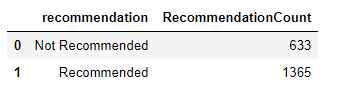 recommendation RecommendationCount
0 Not Recommended 633
1 Recommended 1365